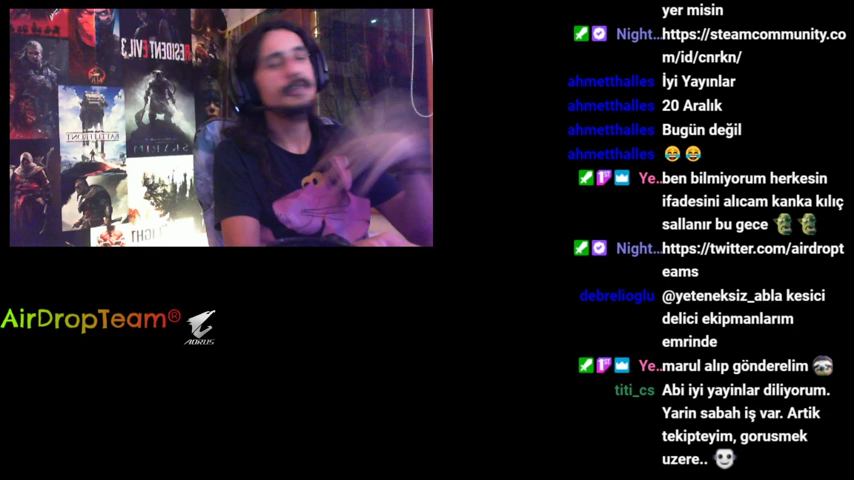 RESIDENT EVIL 3
BATTLEFRONT
SKYRIM
LIGHT
AirDropTeam®
AORUS
yer misin
Night.. https://steamcommunity.co
m/id/cnrkn/
ahmetthalles İyi Yayınlar
ahmetthalles 20 Aralık
ahmetthalles Bugün değil
ahmetthalles 😂 😂
Ye.. ben bilmiyorum herkesin
ifadesini alıcam kanka kılıç
sallanır bu gece
Night.. https://twitter.com/airdropt
eams
debrelioglu @yeteneksiz_abla kesici
delici ekipmanlarım
emrinde
Ye.. marul alıp gönderelim
titi_cs Abi iyi yayinlar diliyorum.
Yarin sabah iş var. Artik
tekipteyim, gorusmek
uzere..